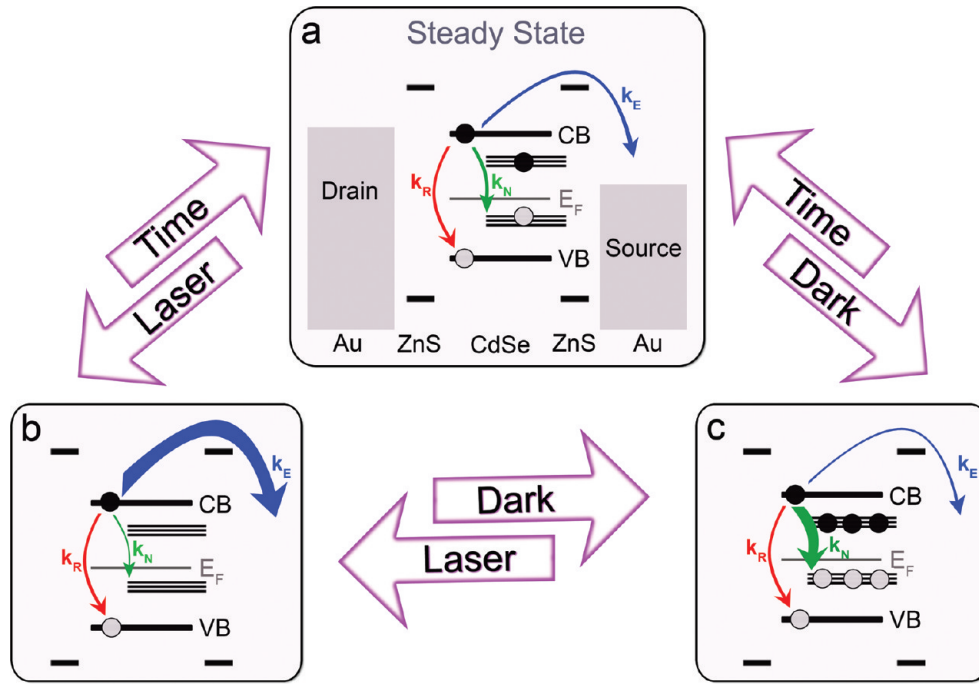 a
Steady State
k_E
CB
k_R
k_N
Drain
E_F
Source
VB
Au ZnS CdSe ZnS Au
Time
Laser
Time
Dark
b
k_E
CB
k_R
k_N
E_F
VB
Dark
Laser
c
k_E
CB
k_R
k_N
E_F
VB